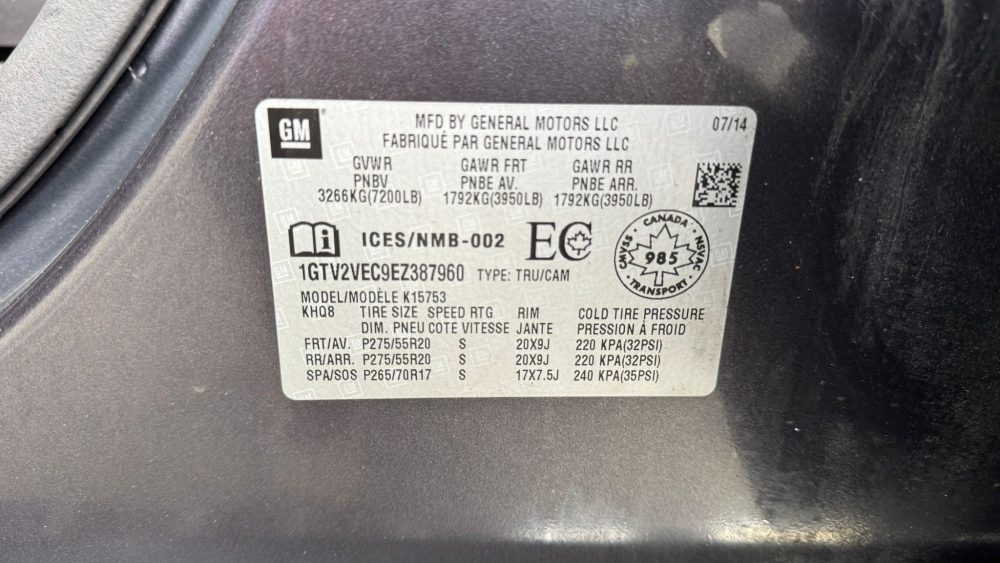 GM
MFD BY GENERAL MOTORS LLC 07/14
FABRIQUÉ PAR GENERAL MOTORS LLC
GVWR GAWR FRT GAWR RR
PNBV PNBE AV. PNBE ARR.
3266KG(7200LB) 1792KG(3950LB) 1792KG(3950LB)
ICES/NMB-002 EC CANADA CMVSS 985 NSVAC TRANSPORT
1GTV2VEC9EZ387960 TYPE: TRU/CAM
MODEL/MODÈLE K15753
KHQ8 TIRE SIZE SPEED RTG RIM COLD TIRE PRESSURE
DIM. PNEU COTE VITESSE JANTE PRESSION À FROID
FRT/AV. P275/55R20 S 20X9J 220 KPA(32PSI)
RR/ARR. P275/55R20 S 20X9J 220 KPA(32PSI)
SPA/SOS P265/70R17 S 17X7.5J 240 KPA(35PSI)